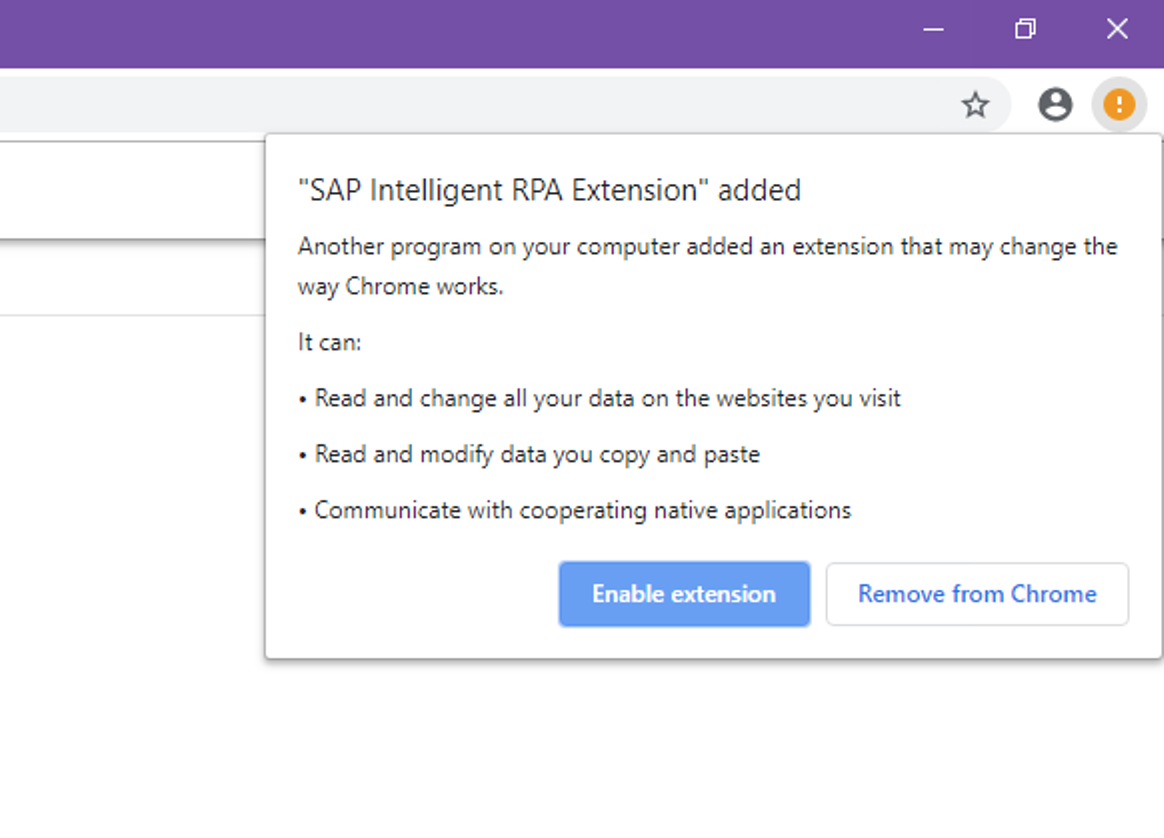 "SAP Intelligent RPA Extension" added
Another program on your computer added an extension that may change the
way Chrome works.
It can:
• Read and change all your data on the websites you visit
• Read and modify data you copy and paste
• Communicate with cooperating native applications
Enable extension
Remove from Chrome